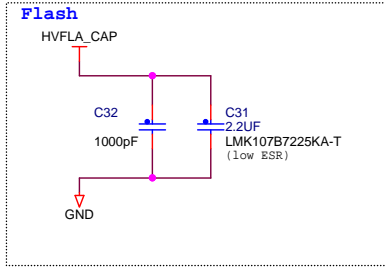 Flash
HVFLA_CAP
C32
1000pF
C31
2.2UF
LMK107B7225KA-T
(low ESR)
GND